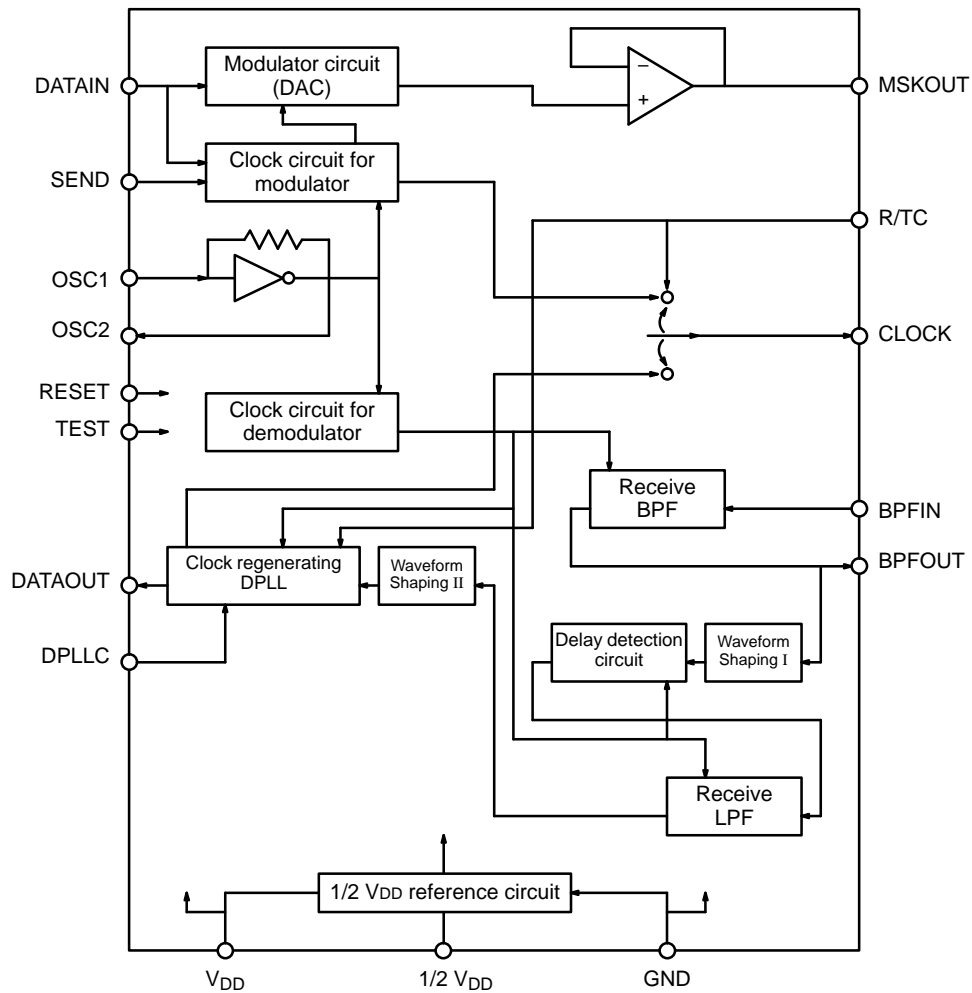 DATAIN
Modulator circuit
(DAC)
−
+
MSKOUT
SEND
Clock circuit for
modulator
R/TC
OSC1
OSC2
CLOCK
RESET
TEST
Clock circuit for
demodulator
Receive
BPF
BPFIN
BPFOUT
DATAOUT
Clock regenerating
DPLL
Waveform
Shaping II
DPLLC
Delay detection
circuit
Waveform
Shaping I
Receive
LPF
1/2 VDD reference circuit
VDD
1/2 VDD
GND